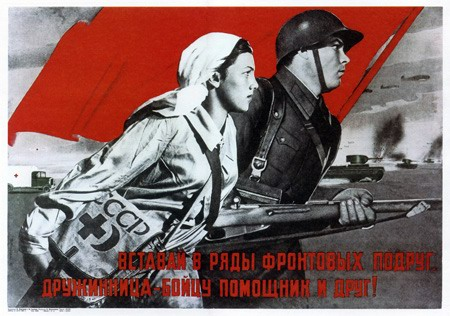 СССР
ВСТАВАЙ В РЯДЫ ФРОНТОВЫХ ПОДРУГ,
ДРУЖИННИЦА-БОЙЦУ ПОМОЩНИК И ДРУГ!